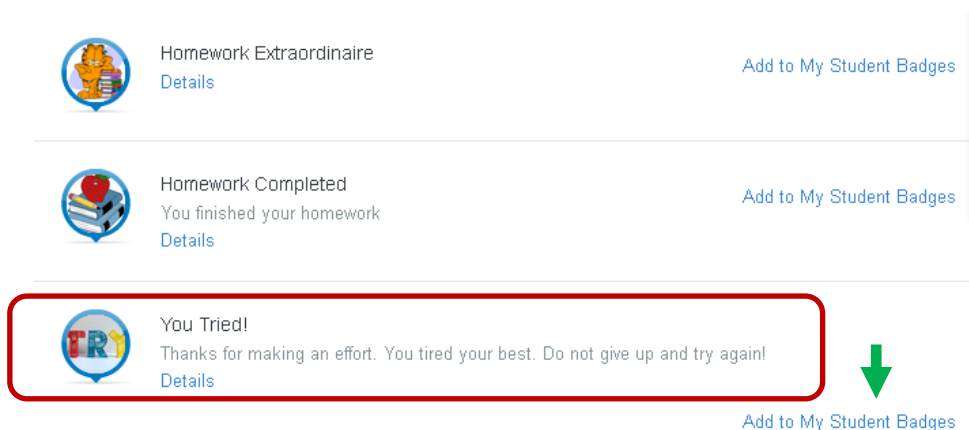 Homework Extraordinaire
Add to My Student Badges
Details
Homework Completed
Add to My Student Badges
You finished your homework
Details
TRY
You Tried!
Thanks for making an effort. You tired your best. Do not give up and try again!
Details
Add to My Student Badges